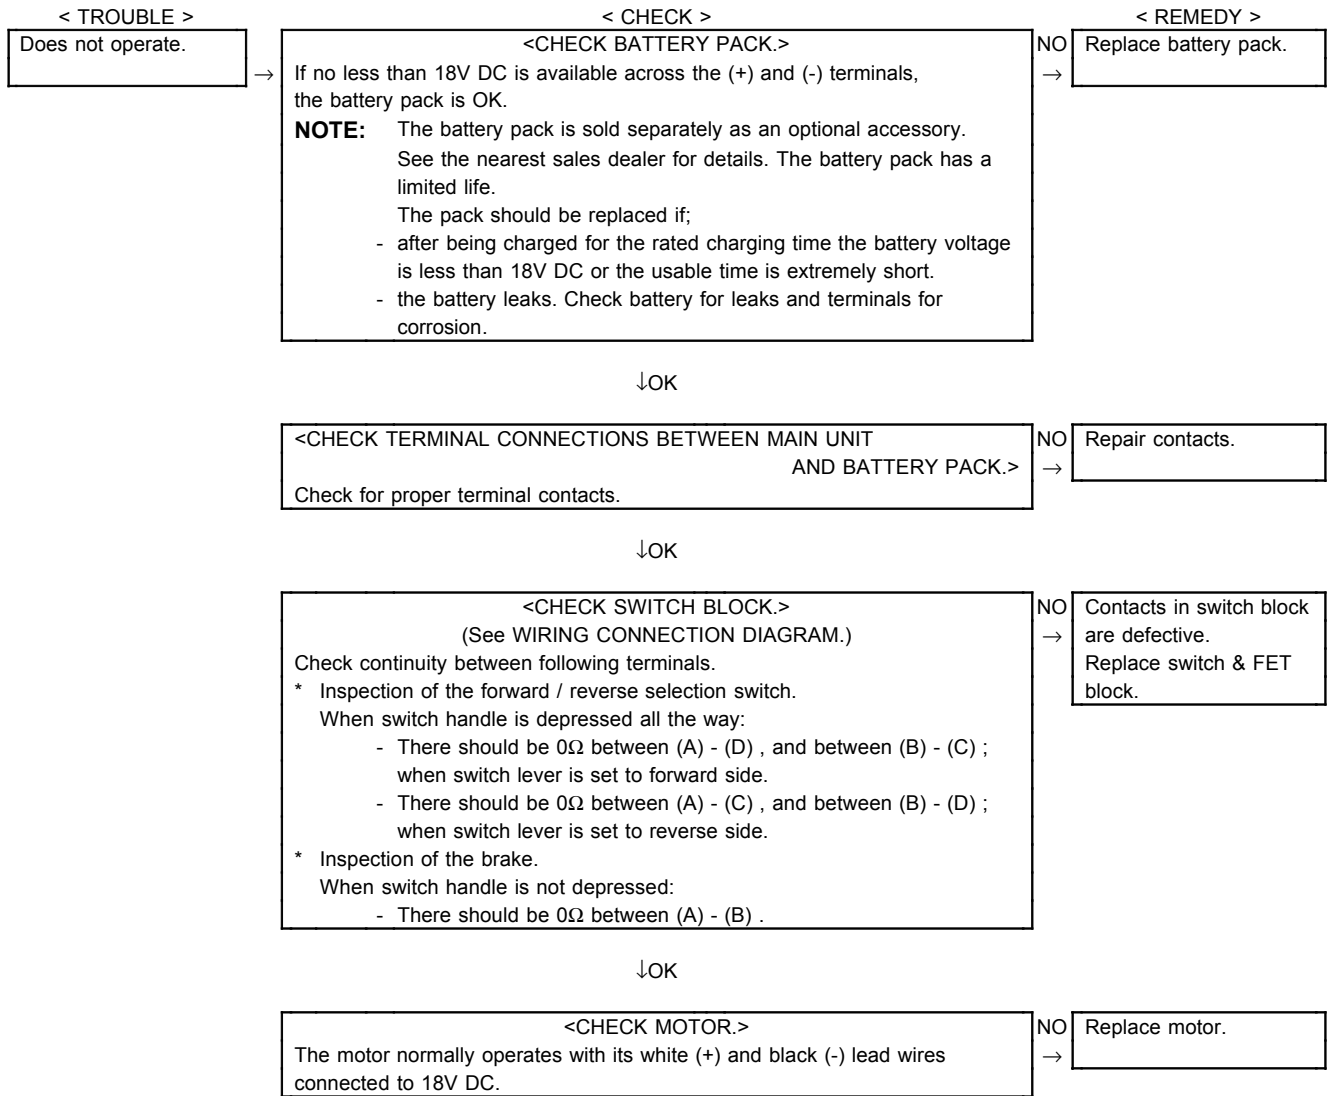 < TROUBLE >
< CHECK >
< REMEDY >
Does not operate.
→
<CHECK BATTERY PACK.>
If no less than 18V DC is available across the (+) and (-) terminals,
the battery pack is OK.
NOTE: The battery pack is sold separately as an optional accessory.
See the nearest sales dealer for details. The battery pack has a
limited life.
The pack should be replaced if;
- after being charged for the rated charging time the battery voltage
is less than 18V DC or the usable time is extremely short.
- the battery leaks. Check battery for leaks and terminals for
corrosion.
NO
→
Replace battery pack.
↓OK
<CHECK TERMINAL CONNECTIONS BETWEEN MAIN UNIT
AND BATTERY PACK.>
Check for proper terminal contacts.
NO
→
Repair contacts.
↓OK
<CHECK SWITCH BLOCK.>
(See WIRING CONNECTION DIAGRAM.)
Check continuity between following terminals.
* Inspection of the forward / reverse selection switch.
When switch handle is depressed all the way:
- There should be 0Ω between (A) - (D) , and between (B) - (C) ;
when switch lever is set to forward side.
- There should be 0Ω between (A) - (C) , and between (B) - (D) ;
when switch lever is set to reverse side.
* Inspection of the brake.
When switch handle is not depressed:
- There should be 0Ω between (A) - (B) .
NO
→
Contacts in switch block
are defective.
Replace switch & FET
block.
↓OK
<CHECK MOTOR.>
The motor normally operates with its white (+) and black (-) lead wires
connected to 18V DC.
NO
→
Replace motor.